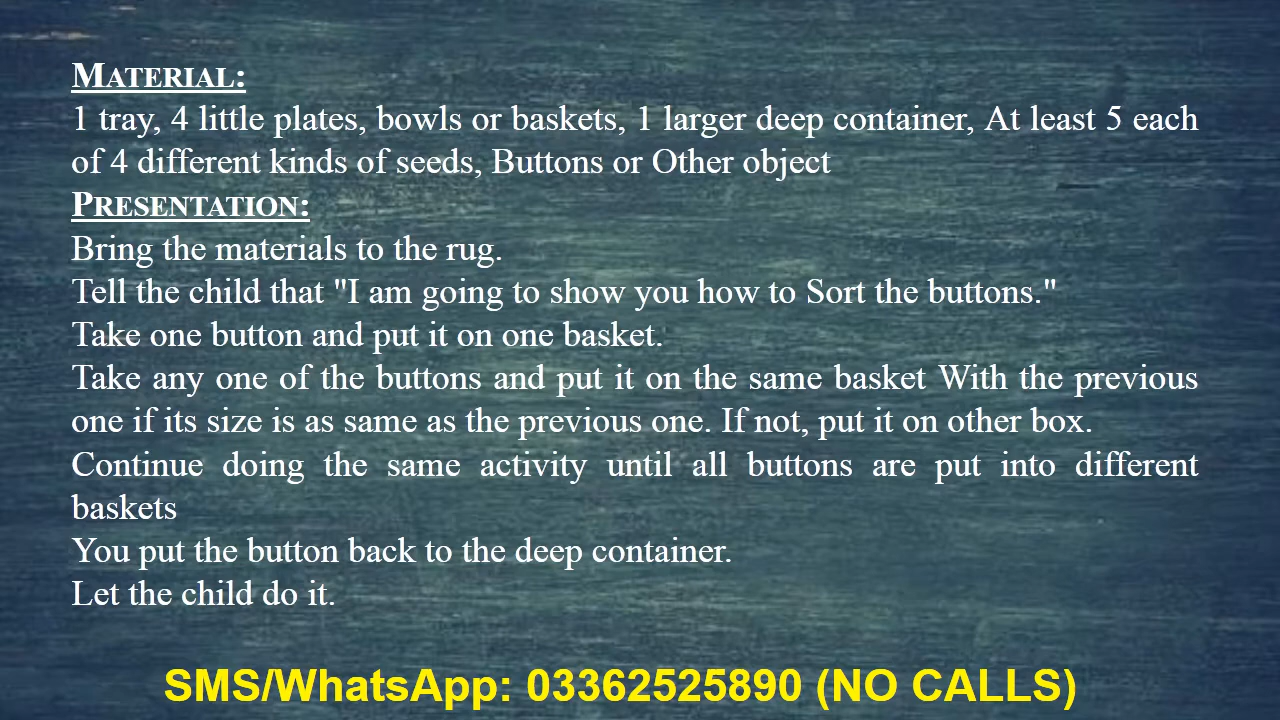 MATERIAL:
1 tray, 4 little plates, bowls or baskets, 1 larger deep container, At least 5 each
of 4 different kinds of seeds, Buttons or Other object
PRESENTATION:
Bring the materials to the rug.
Tell the child that "I am going to show you how to Sort the buttons."
Take one button and put it on one basket.
Take any one of the buttons and put it on the same basket With the previous
one if its size is as same as the previous one. If not, put it on other box.
Continue doing the same activity until all buttons are put into different
baskets
You put the button back to the deep container.
Let the child do it.
SMS/WhatsApp: 03362525890 (NO CALLS)